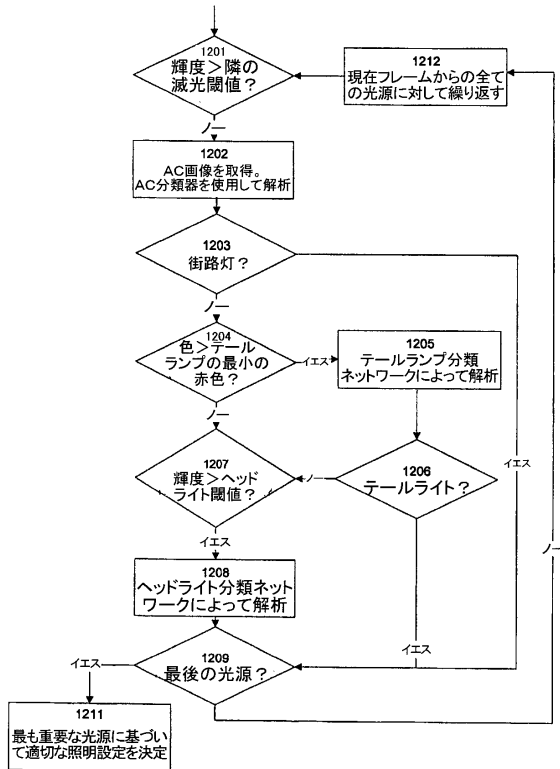 1201
輝度＞隣の
滅光閾値？
1212
現在フレームからの全て
の光源に対して繰り返す
ノー
1202
AC画像を取得。
AC分類器を使用して解析
1203
街路灯？
ノー
1204
色＞テール
ランプの最小の
赤色？
イエス
1205
テールランプ分類
ネットワークによって解析
ノー
1207
輝度＞ヘッド
ライト閾値？
ノー
1206
テールライト？
イエス
ノー
イエス
1208
ヘッドライト分類ネット
ワークによって解析
イエス
1209
最後の光源？
イエス
1211
最も重要な光源に基づい
て適切な照明設定を決定